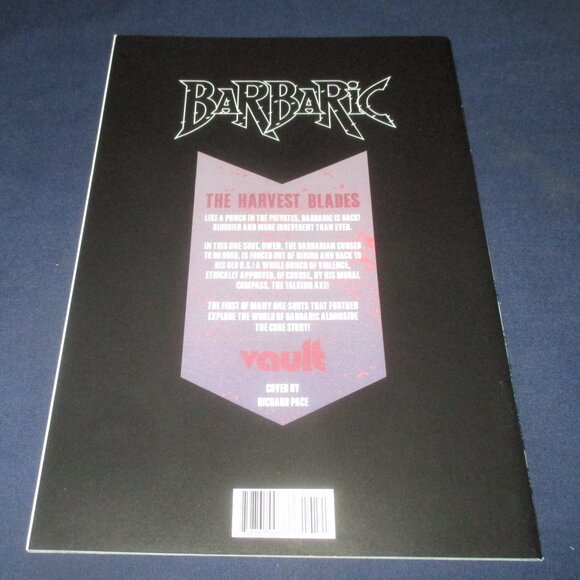 BARBARiC
THE HARVEST BLADES
LIKE A PUNCH IN THE PRIVATES, BARBARIC IS BACK!
BLOODIER AND MORE IRREVERENT THAN EVER.
IN THIS ONE-SHOT, OWEN, THE BARBARIAN CURSED
TO DO GOOD, IS FORCED OUT OF HIDING AND BACK TO
HIS OLD B.S.! A WHOLE BUNCH OF VIOLENCE,
ETHICALLY APPROVED, OF COURSE, BY HIS MORAL
COMPASS, THE TALKING AXE!
THE FIRST OF MANY ONE-SHOTS THAT FURTHER
EXPLORE THE WORLD OF BARBARIC ALONGSIDE
THE CORE STORY!
vault
COVER BY
RICHARD PACE